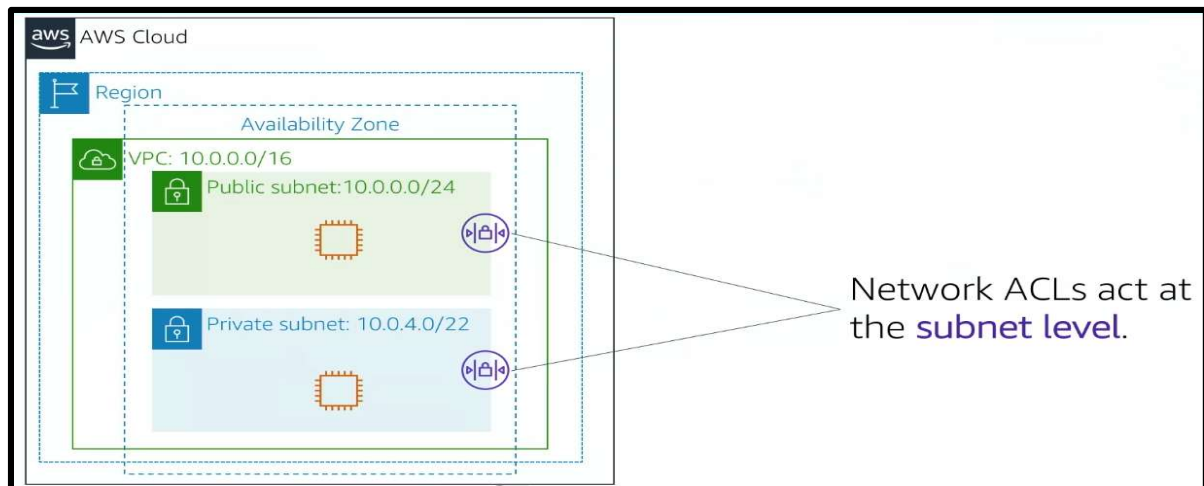 aws AWS Cloud
Region
Availability Zone
VPC: 10.0.0.0/16
Public subnet:10.0.0.0/24
Private subnet: 10.0.4.0/22
Network ACLs act at
the subnet level.